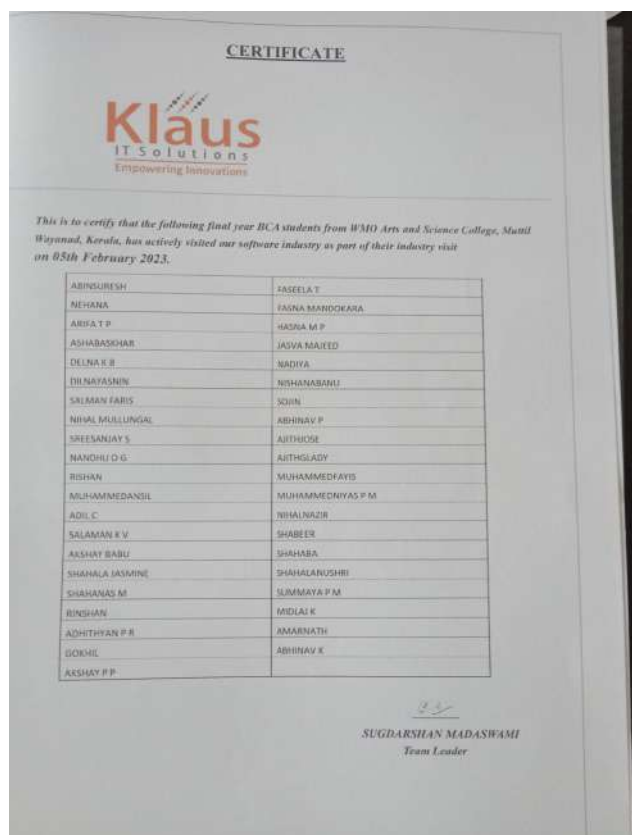 CERTIFICATE
Klaus
IT Solutions
Empowering Innovations
This is to certify that the following final year BCA students from WMO Arts and Science College, Muttil
Wayanad, Kerala, has actively visited our software industry as part of their industry visit
on 05th February 2023.
ABINSURESH FASEELA T
NEHANA FASNA MANDOKARA
ARIFA T P HASNA M P
ASHABASKHAR JASVA MAJEED
DELNA K B NADIYA
DILNAYASNIN NISHANABANU
SALMAN FARIS SOJIN
NIHAL MULLUNGAL ABHINAV P
SREESANJAY S AJITHJOSE
NANDHU O G AJITHGLADY
RISHAN MUHAMMEDFAYIS
MUHAMMEDANSIL MUHAMMEDNIYAS P M
ADIL C NIHALNAZIR
SALAMAN K V SHABEER
AKSHAY BABU SHAHABA
SHAHALA JASMINE SHAHALANUSHRI
SHAHANAS M SUMMAYA P M
RINSHAN MIDLAJ K
ADHITHYAN P R AMARNATH
GOKHIL ABHINAV K
AKSHAY P P
SUGDARSHAN MADASWAMI
Team Leader